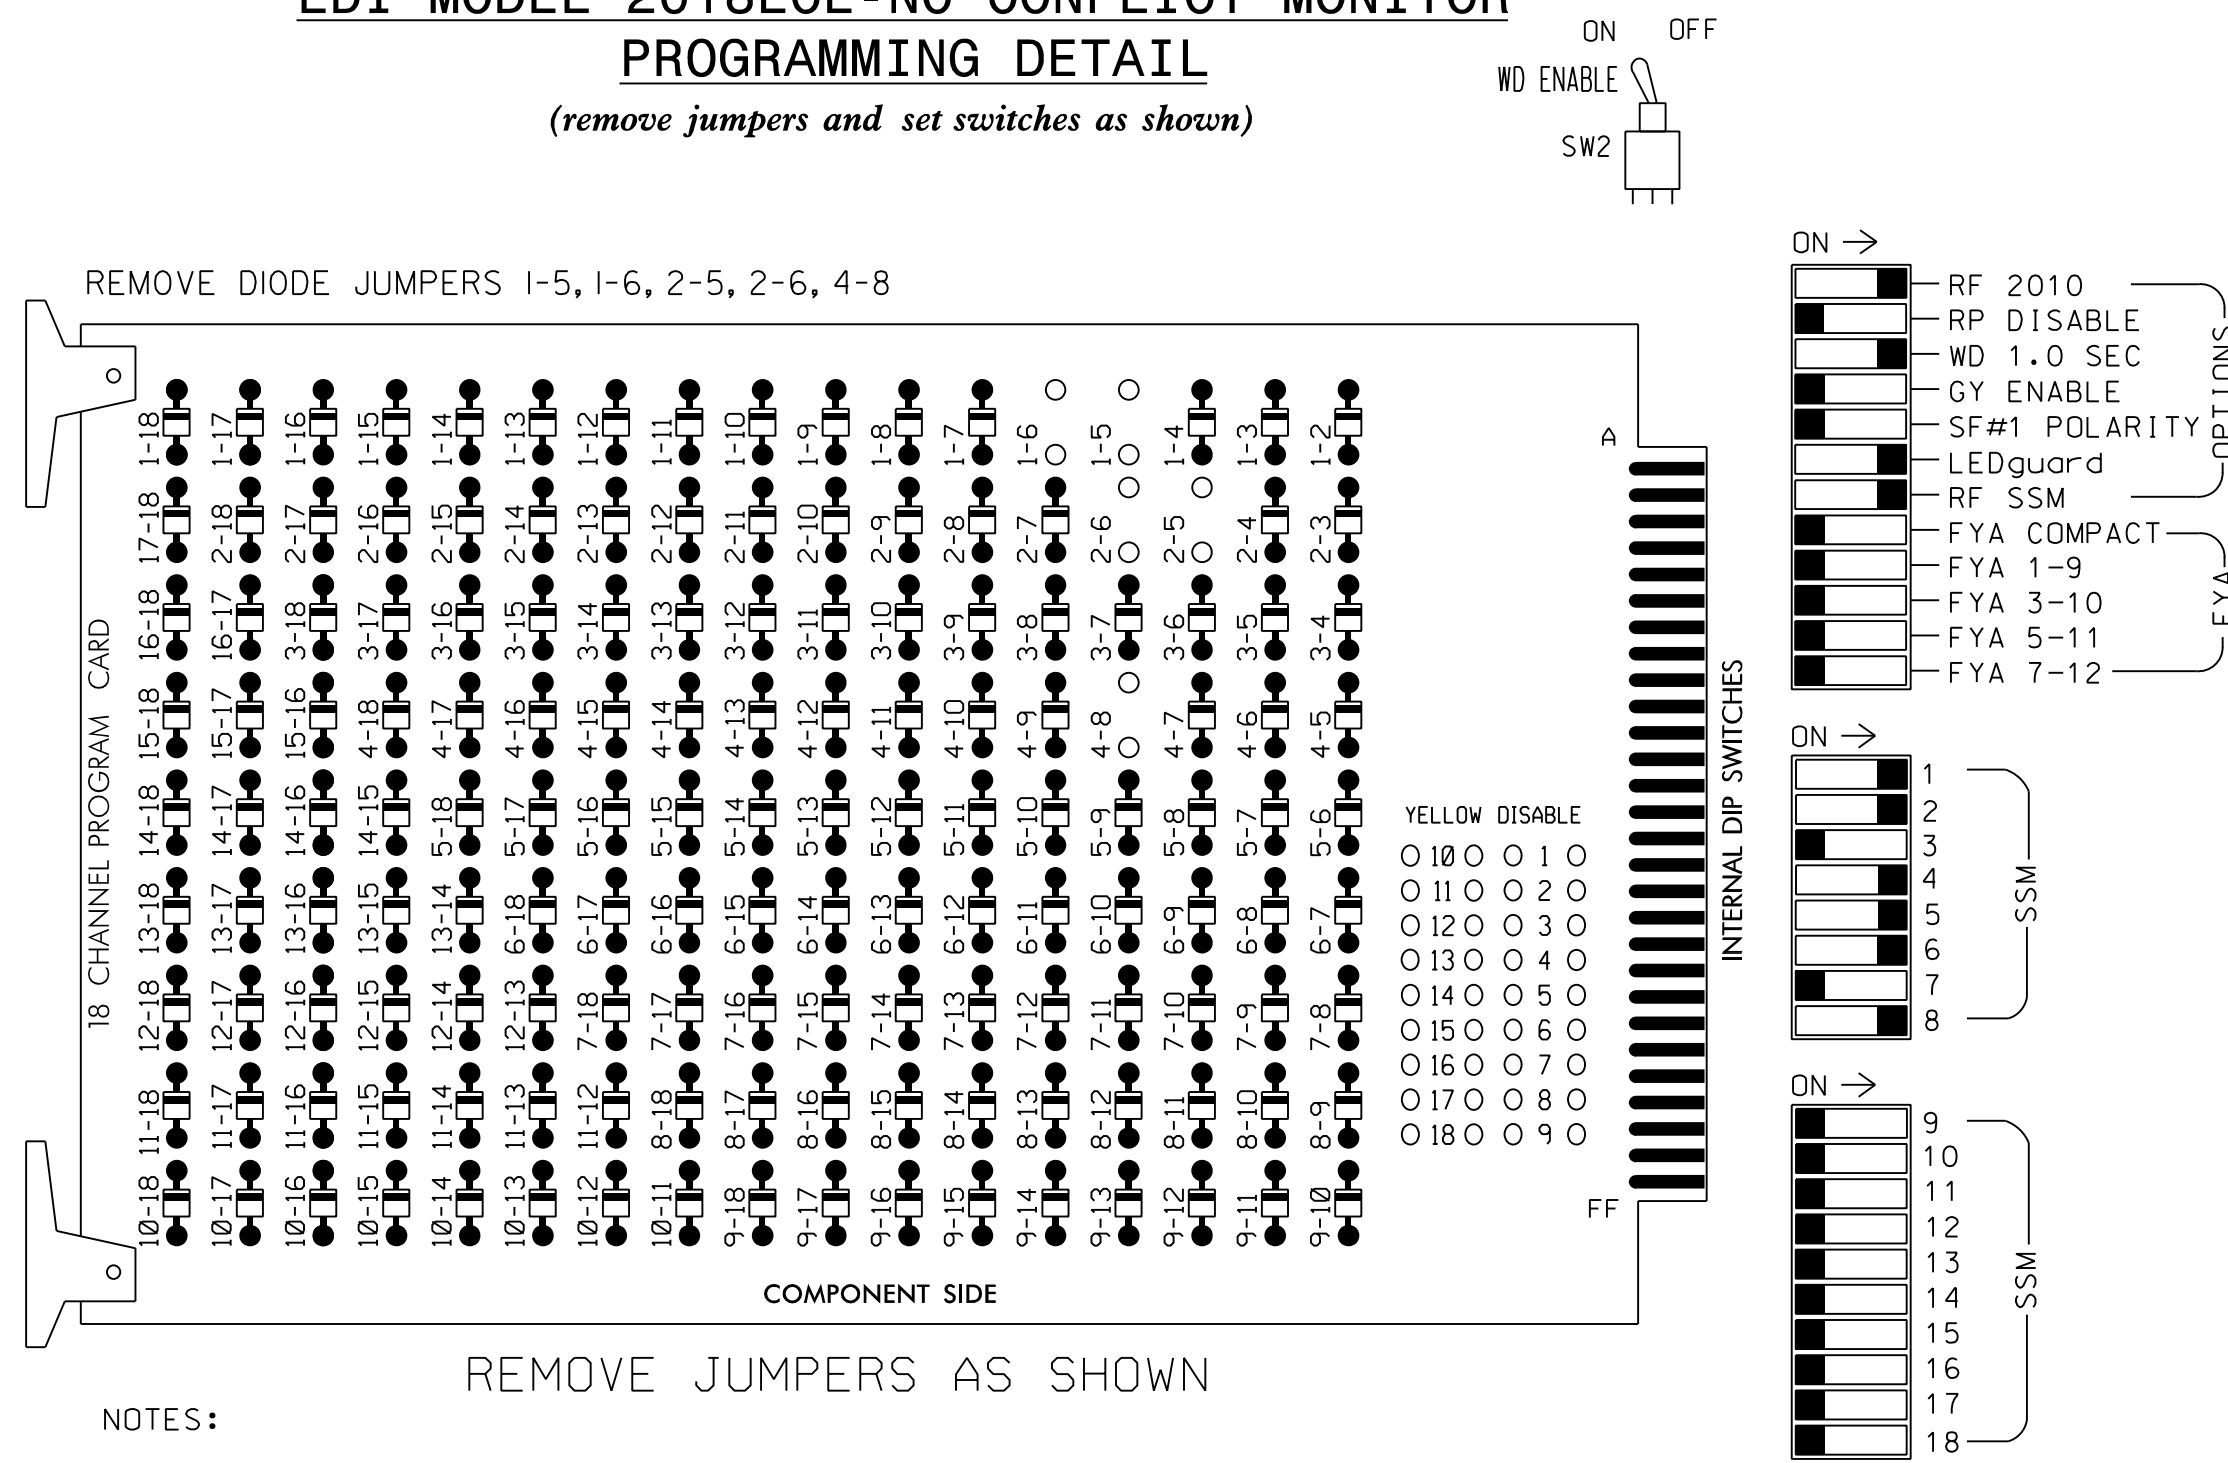 EDI MODEL 2018ECL-NC CONFLICT MONITOR
PROGRAMMING DETAIL
(remove jumpers and set switches as shown)
ON OFF
WD ENABLE
SW2
REMOVE DIODE JUMPERS 1-5, 1-6, 2-5, 2-6, 4-8
18 CHANNEL PROGRAM CARD
1-18 1-17 1-16 1-15 1-14 1-13 1-12 1-11 1-10 1-9 1-8 1-7 1-6 1-5 1-4 1-3 1-2
17-18 2-18 2-17 2-16 2-15 2-14 2-13 2-12 2-11 2-10 2-9 2-8 2-7 2-6 2-5 2-4 2-3
16-18 16-17 3-18 3-17 3-16 3-15 3-14 3-13 3-12 3-11 3-10 3-9 3-8 3-7 3-6 3-5 3-4
15-18 15-17 15-16 4-18 4-17 4-16 4-15 4-14 4-13 4-12 4-11 4-10 4-9 4-8 4-7 4-6 4-5
14-18 14-17 14-16 14-15 5-18 5-17 5-16 5-15 5-14 5-13 5-12 5-11 5-10 5-9 5-8 5-7 5-6
13-18 13-17 13-16 13-15 13-14 6-18 6-17 6-16 6-15 6-14 6-13 6-12 6-11 6-10 6-9 6-8 6-7
12-18 12-17 12-16 12-15 12-14 12-13 7-18 7-17 7-16 7-15 7-14 7-13 7-12 7-11 7-10 7-9 7-8
11-18 11-17 11-16 11-15 11-14 11-13 11-12 8-18 8-17 8-16 8-15 8-14 8-13 8-12 8-11 8-10 8-9
10-18 10-17 10-16 10-15 10-14 10-13 10-12 10-11 9-18 9-17 9-16 9-15 9-14 9-13 9-12 9-11 9-10
YELLOW DISABLE
10 1
11 2
12 3
13 4
14 5
15 6
16 7
17 8
18 9
A
FF
COMPONENT SIDE
INTERNAL DIP SWITCHES
ON
RF 2010
RP DISABLE
WD 1.0 SEC
GY ENABLE
SF#1 POLARITY
LEDguard
RF SSM
OPTIONS
FYA COMPACT
FYA 1-9
FYA 3-10
FYA 5-11
FYA 7-12
FYA
ON
1
2
3
4
5
6
7
8
SSM
ON
9
10
11
12
13
14
15
16
17
18
SSM
REMOVE JUMPERS AS SHOWN
NOTES: